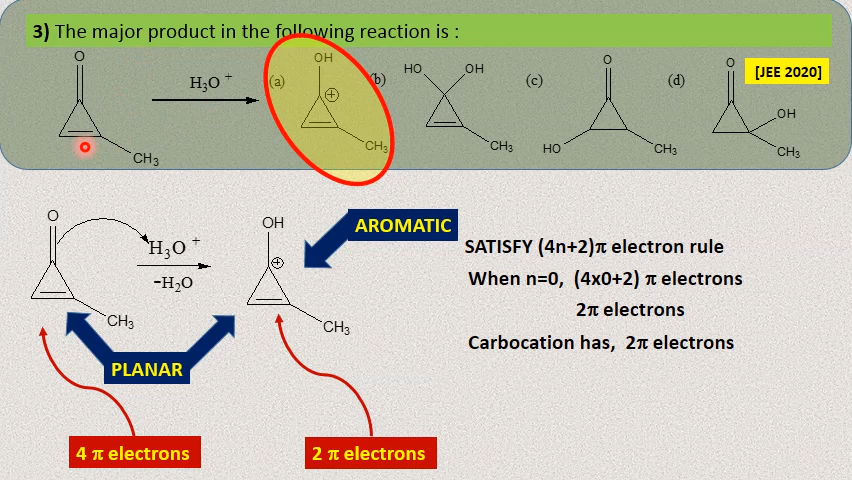 3) The major product in the following reaction is :
[JEE 2020]
O
CH3
H3O +
(a)
OH
⊕
CH3
(b)
HO
OH
CH3
(c)
O
HO
CH3
(d)
O
OH
CH3
O
CH3
H3O +
-H2O
OH
⊕
CH3
AROMATIC
PLANAR
4 π electrons
2 π electrons
SATISFY (4n+2)π electron rule
When n=0, (4x0+2) π electrons
2π electrons
Carbocation has, 2π electrons